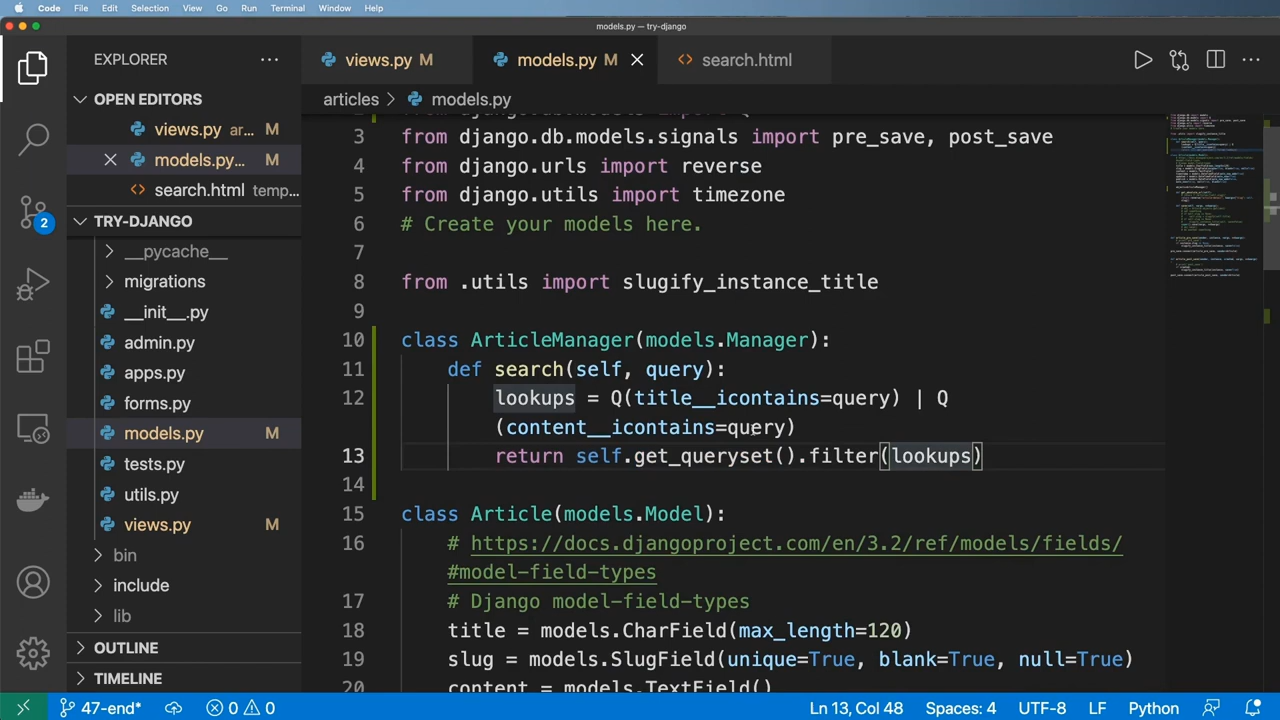 Code File Edit Selection View Go Run Terminal Window Help
models.py — try-django
EXPLORER
views.py M
models.py M
search.html
OPEN EDITORS
articles
models.py
views.py ar... M
models.py... M
search.html temp...
TRY-DJANGO
__pycache__
migrations
__init__.py
admin.py
apps.py
forms.py
models.py M
tests.py
utils.py
views.py M
bin
include
lib
OUTLINE
TIMELINE
2
3 from django.db.models.signals import pre_save, post_save
4 from django.urls import reverse
5 from django.utils import timezone
6 # Create your models here.
7
8 from .utils import slugify_instance_title
9
10 class ArticleManager(models.Manager):
11 def search(self, query):
12 lookups = Q(title__icontains=query) | Q
(content__icontains=query)
13 return self.get_queryset().filter(lookups)
14
15 class Article(models.Model):
16 # https://docs.djangoproject.com/en/3.2/ref/models/fields/
#model-field-types
17 # Django model-field-types
18 title = models.CharField(max_length=120)
19 slug = models.SlugField(unique=True, blank=True, null=True)
20 content = models.TextField()
47-end* 0 0 Ln 13, Col 48 Spaces: 4 UTF-8 LF Python